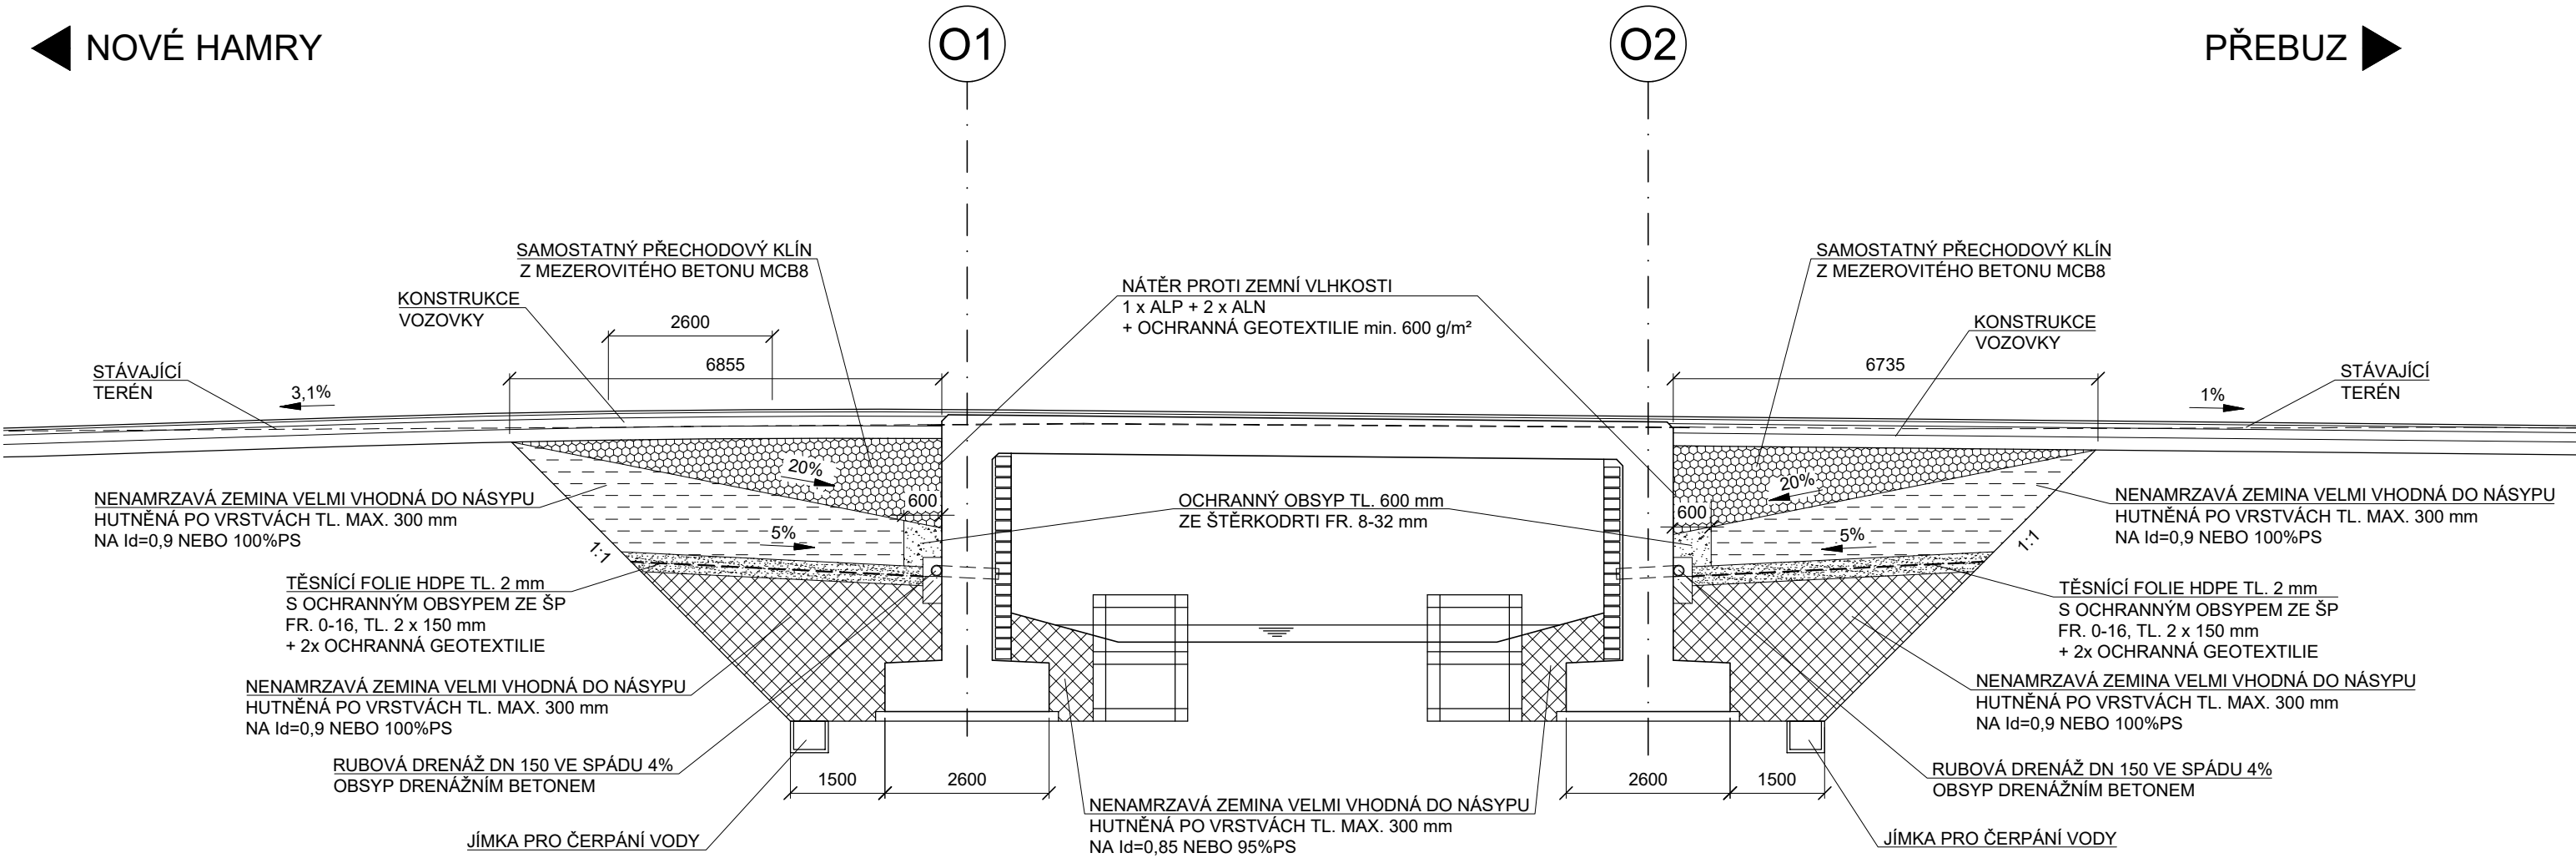 NOVÉ HAMRY
O1
O2
PŘEBUZ
SAMOSTATNÝ PŘECHODOVÝ KLÍN
Z MEZEROVITÉHO BETONU MCB8
KONSTRUKCE
VOZOVKY
2600
6855
STÁVAJÍCÍ
TERÉN
3,1%
NÁTĚR PROTI ZEMNÍ VLHKOSTI
1 x ALP + 2 x ALN
+ OCHRANNÁ GEOTEXTILIE min. 600 g/m²
SAMOSTATNÝ PŘECHODOVÝ KLÍN
Z MEZEROVITÉHO BETONU MCB8
KONSTRUKCE
VOZOVKY
6735
STÁVAJÍCÍ
TERÉN
1%
20%
600
NENAMRZAVÁ ZEMINA VELMI VHODNÁ DO NÁSYPU
HUTNĚNÁ PO VRSTVÁCH TL. MAX. 300 mm
NA Id=0,9 NEBO 100%PS
5%
1:1
OCHRANNÝ OBSYP TL. 600 mm
ZE ŠTĚRKODRTI FR. 8-32 mm
20%
600
5%
1:1
NENAMRZAVÁ ZEMINA VELMI VHODNÁ DO NÁSYPU
HUTNĚNÁ PO VRSTVÁCH TL. MAX. 300 mm
NA Id=0,9 NEBO 100%PS
TĚSNÍCÍ FOLIE HDPE TL. 2 mm
S OCHRANNÝM OBSYPEM ZE ŠP
FR. 0-16, TL. 2 x 150 mm
+ 2x OCHRANNÁ GEOTEXTILIE
TĚSNÍCÍ FOLIE HDPE TL. 2 mm
S OCHRANNÝM OBSYPEM ZE ŠP
FR. 0-16, TL. 2 x 150 mm
+ 2x OCHRANNÁ GEOTEXTILIE
NENAMRZAVÁ ZEMINA VELMI VHODNÁ DO NÁSYPU
HUTNĚNÁ PO VRSTVÁCH TL. MAX. 300 mm
NA Id=0,9 NEBO 100%PS
NENAMRZAVÁ ZEMINA VELMI VHODNÁ DO NÁSYPU
HUTNĚNÁ PO VRSTVÁCH TL. MAX. 300 mm
NA Id=0,9 NEBO 100%PS
RUBOVÁ DRENÁŽ DN 150 VE SPÁDU 4%
OBSYP DRENÁŽNÍM BETONEM
1500
2600
2600
1500
RUBOVÁ DRENÁŽ DN 150 VE SPÁDU 4%
OBSYP DRENÁŽNÍM BETONEM
NENAMRZAVÁ ZEMINA VELMI VHODNÁ DO NÁSYPU
HUTNĚNÁ PO VRSTVÁCH TL. MAX. 300 mm
NA Id=0,85 NEBO 95%PS
JÍMKA PRO ČERPÁNÍ VODY
JÍMKA PRO ČERPÁNÍ VODY